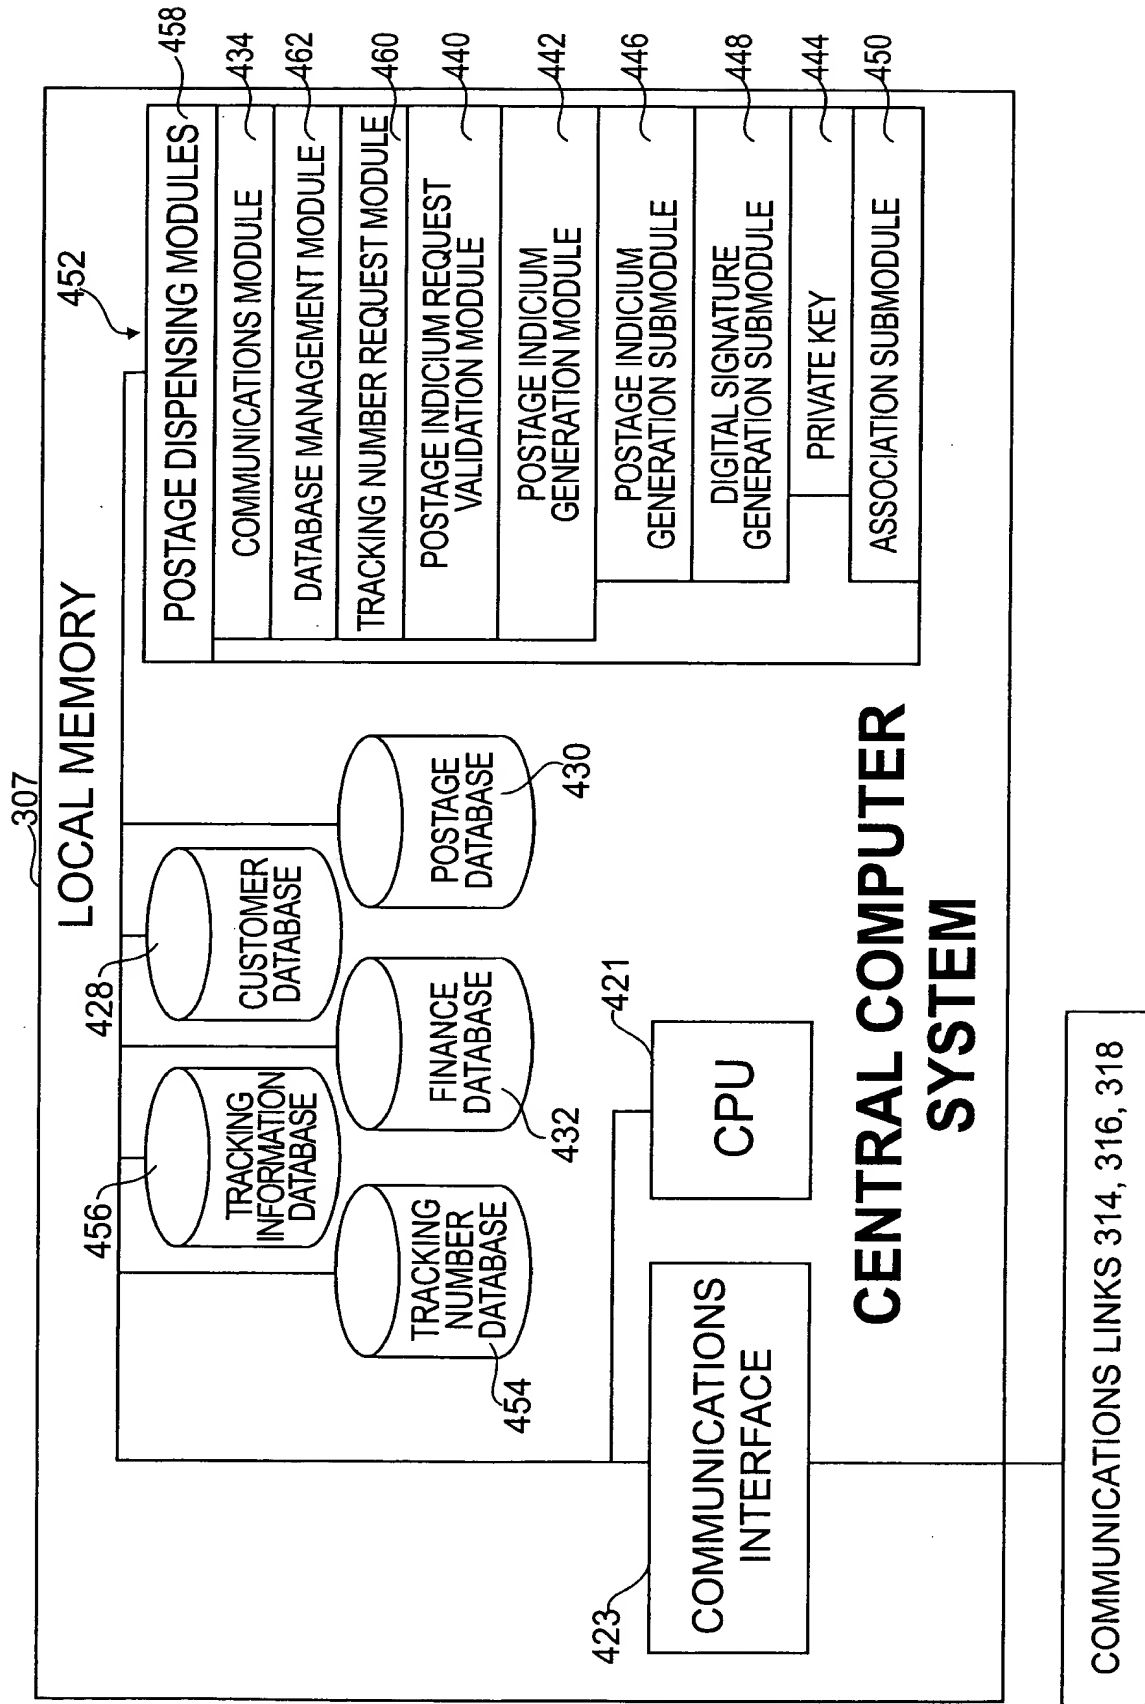 307
LOCAL MEMORY
452
456
428
TRACKING
INFORMATION
DATABASE
CUSTOMER
DATABASE
TRACKING
NUMBER
DATABASE
454
FINANCE
DATABASE
432
POSTAGE
DATABASE
430
POSTAGE DISPENSING MODULES
458
COMMUNICATIONS MODULE
434
DATABASE MANAGEMENT MODULE
462
TRACKING NUMBER REQUEST MODULE
460
POSTAGE INDICIUM REQUEST
VALIDATION MODULE
440
POSTAGE INDICIUM
GENERATION MODULE
442
POSTAGE INDICIUM
GENERATION SUBMODULE
446
DIGITAL SIGNATURE
GENERATION SUBMODULE
448
PRIVATE KEY
444
ASSOCIATION SUBMODULE
450
423
COMMUNICATIONS
INTERFACE
421
CPU
CENTRAL COMPUTER
SYSTEM
COMMUNICATIONS LINKS 314, 316, 318